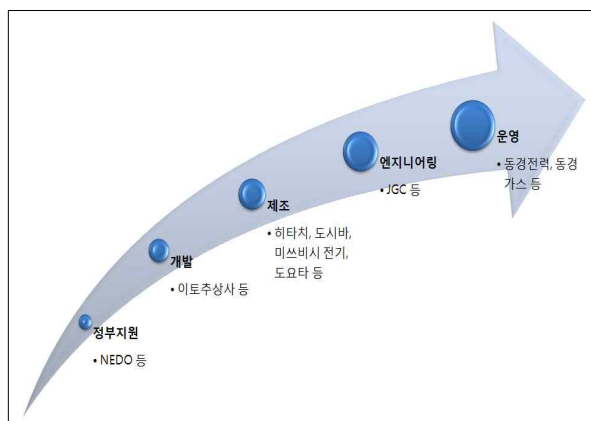 정부지원
• NEDO 등
개발
• 이토추상사 등
제조
• 히타치, 도시바,
미쓰비시 전기,
도요타 등
엔지니어링
• JGC 등
운영
• 동경전력, 동경
가스 등